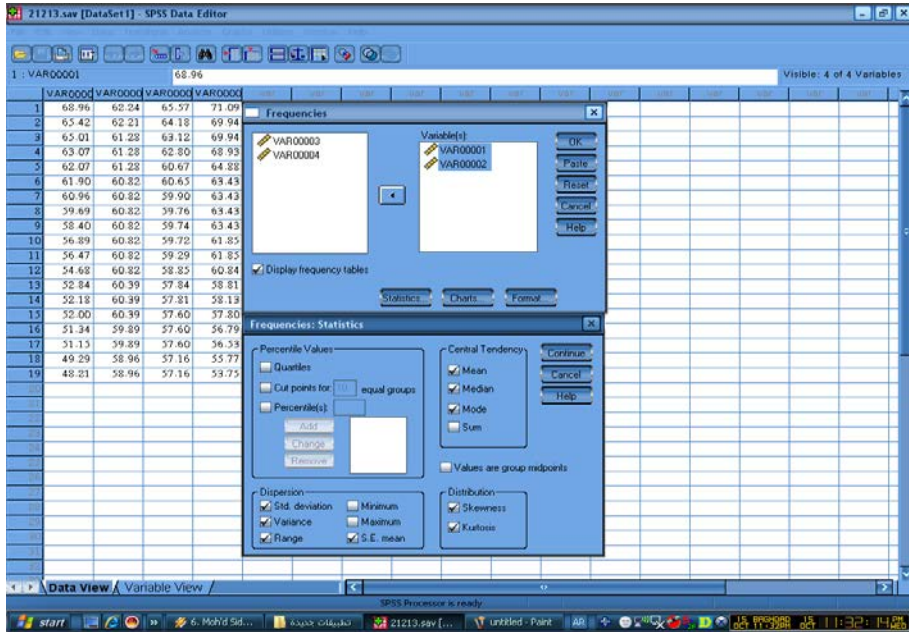 21213.sav [DataSet1] - SPSS Data Editor
1 : VAR00001 68.96 Visible: 4 of 4 Variables
1 68.96 62.24 65.57 71.09
2 65.42 62.21 64.18 69.94
3 65.01 61.28 63.12 69.94
4 63.07 61.28 62.80 68.93
5 62.07 61.28 60.67 64.88
6 61.90 60.82 60.65 63.43
7 60.96 60.82 59.90 63.43
8 59.69 60.82 59.76 63.43
9 58.40 60.82 59.74 63.43
10 56.89 60.82 59.72 61.85
11 56.47 60.82 59.29 61.85
12 54.68 60.82 58.85 60.84
13 52.84 60.39 57.84 58.81
14 52.18 60.39 57.81 58.13
15 52.00 60.39 57.60 57.80
16 51.34 59.89 57.60 56.79
17 51.15 59.89 57.60 56.53
18 49.29 58.96 57.16 55.77
19 48.21 58.96 57.16 53.75
Frequencies
VAR00003
VAR00004
Variable(s):
VAR00001
VAR00002
OK
Paste
Reset
Cancel
Help
Display frequency tables
Statistics... Charts... Format...
Frequencies: Statistics
Percentile Values
Quartiles
Cut points for: 10 equal groups
Percentile(s):
Add
Change
Remove
Central Tendency
Mean
Median
Mode
Sum
Continue
Cancel
Help
Values are group midpoints
Dispersion
Std. deviation Minimum
Variance Maximum
Range S.E. mean
Distribution
Skewness
Kurtosis
Data View Variable View
SPSS Processor is ready
start 6. Moh'd Sid... تطبيقات جديدة 21213.sav [... untitled - Paint AR